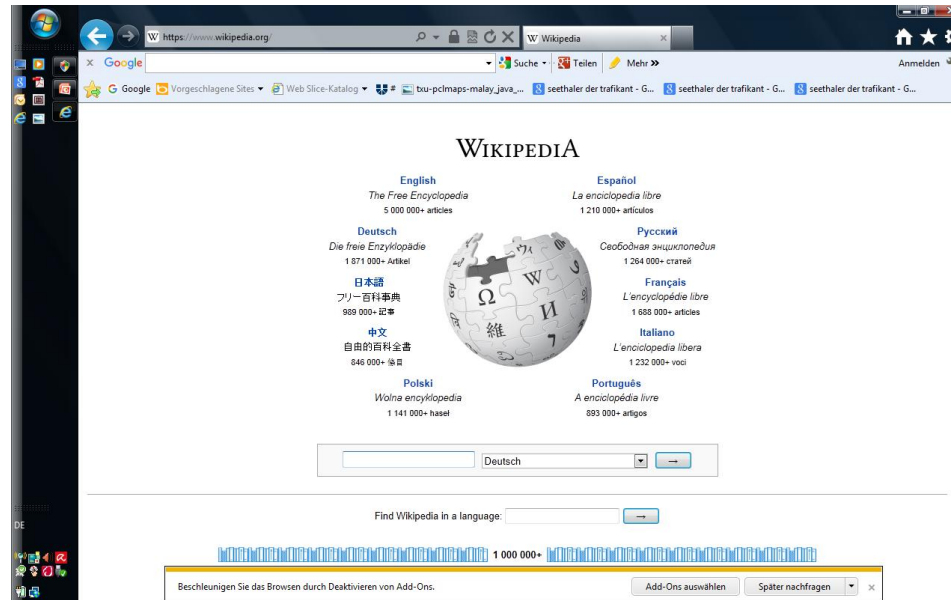 https://www.wikipedia.org/
Wikipedia
Google
Suche
Teilen
Mehr
Anmelden
Google
Vorgeschlagene Sites
Web Slice-Katalog
#
txu-pclmaps-malay_java_...
seethaler der trafikant - G...
seethaler der trafikant - G...
seethaler der trafikant - G...
WIKIPEDIA
English
The Free Encyclopedia
5 000 000+ articles
Español
La enciclopedia libre
1 210 000+ artículos
Deutsch
Die freie Enzyklopädie
1 871 000+ Artikel
Русский
Свободная энциклопедия
1 264 000+ статей
日本語
フリー百科事典
989 000+ 記事
Français
L'encyclopédie libre
1 688 000+ articles
中文
自由的百科全書
846 000+ 條目
Italiano
L'enciclopedia libera
1 232 000+ voci
Polski
Wolna encyklopedia
1 141 000+ haseł
Português
A enciclopédia livre
893 000+ artigos
Ω
W
И
維
7
Deutsch
Find Wikipedia in a language:
DE
1 000 000+
Beschleunigen Sie das Browsen durch Deaktivieren von Add-Ons.
Add-Ons auswählen
Später nachfragen